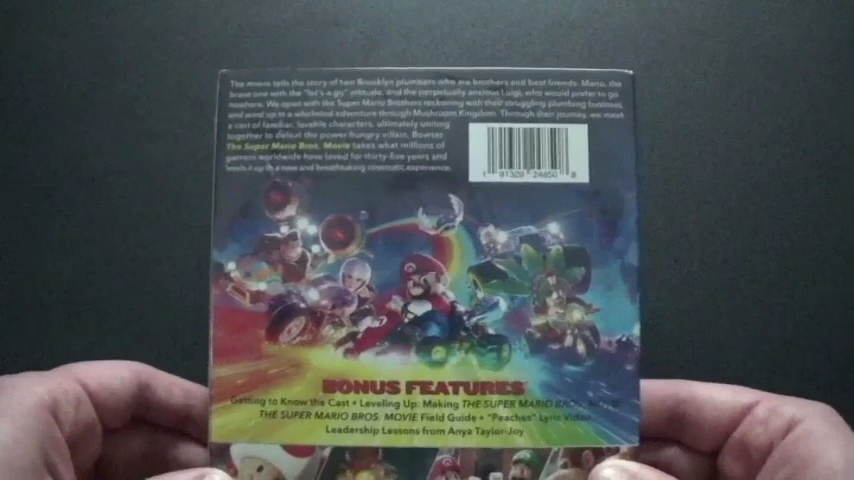 The movie tells the story of two Brooklyn plumbers who are brothers and best friends: Mario, the
brave one with the "let's-a-go" attitude, and the perpetually anxious Luigi, who would prefer to go
nowhere. We open with the Super Mario Brothers reckoning with their struggling plumbing business,
and wind up in a whirlwind adventure through Mushroom Kingdom. Through their journey, we meet
a cast of familiar, lovable characters, ultimately uniting
together to defeat the power hungry villain, Bowser.
The Super Mario Bros. Movie takes what millions of
gamers worldwide have loved for thirty-five years and
levels it up in a new and breathtaking cinematic experience.
1 91329 24650 8
BONUS FEATURES
Getting to Know the Cast • Leveling Up: Making THE SUPER MARIO BROS. MOVIE
THE SUPER MARIO BROS. MOVIE Field Guide • "Peaches" Lyric Video
Leadership Lessons from Anya Taylor-Joy